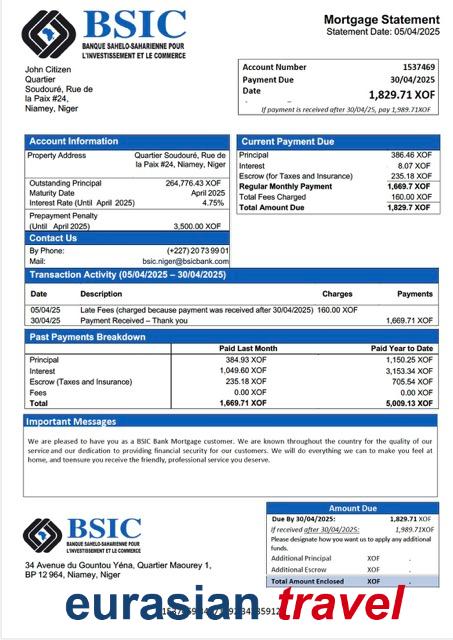 BSIC
BANQUE SAHELO-SAHARIENNE POUR
L'INVESTISSEMENT ET LE COMMERCE
Mortgage Statement
Statement Date: 05/04/2025
John Citizen
Quartier
Soudouré, Rue de
la Paix #24,
Niamey, Niger
Account Number 1537469
Payment Due 30/04/2025
Date
1,829.71 XOF
If payment is received after 30/04/25, pay 1,989.71XOF
Account Information
Property Address Quartier Soudouré, Rue de
la Paix #24, Niamey, Niger
Outstanding Principal 264,776.43 XOF
Maturity Date April 2025
Interest Rate (Until April 2025) 4.75%
Prepayment Penalty
(Until April 2025) 3,500.00 XOF
Contact Us
By Phone: (+227) 20 73 99 01
Mail: bsic.niger@bsicbank.com
Current Payment Due
Principal 386.46 XOF
Interest 8.07 XOF
Escrow (for Taxes and Insurance) 235.18 XOF
Regular Monthly Payment 1,669.7 XOF
Total Fees Charged 160.00 XOF
Total Amount Due 1,829.7 XOF
Transaction Activity (05/04/2025 – 30/04/2025)
Date Description Charges Payments
05/04/25 Late Fees (charged because payment was received after 30/04/2025) 160.00 XOF
30/04/25 Payment Received – Thank you 1,669.71 XOF
Past Payments Breakdown
Paid Last Month Paid Year to Date
Principal 384.93 XOF 1,150.25 XOF
Interest 1,049.60 XOF 3,153.34 XOF
Escrow (Taxes and Insurance) 235.18 XOF 705.54 XOF
Fees 0.00 XOF 0.00 XOF
Total 1,669.71 XOF 5,009.13 XOF
Important Messages
We are pleased to have you as a BSIC Bank Mortgage customer. We are known throughout the country for the quality of our
service and our dedication to providing financial security for our customers. We will do everything we can to make you feel at
home, and toensure you receive the friendly, professional service you deserve.
BSIC
BANQUE SAHELO-SAHARIENNE POUR
L'INVESTISSEMENT ET LE COMMERCE
34 Avenue du Gountou Yéna, Quartier Maourey 1,
BP 12 964, Niamey, Niger
Amount Due
Due By 30/04/2025: 1,829.71 XOF
If received after 30/04/2025: 1,989.71XOF
Please designate how you want us to apply any additional
funds.
Additional Principal XOF .
Additional Escrow XOF .
Total Amount Enclosed XOF .
eurasian travel